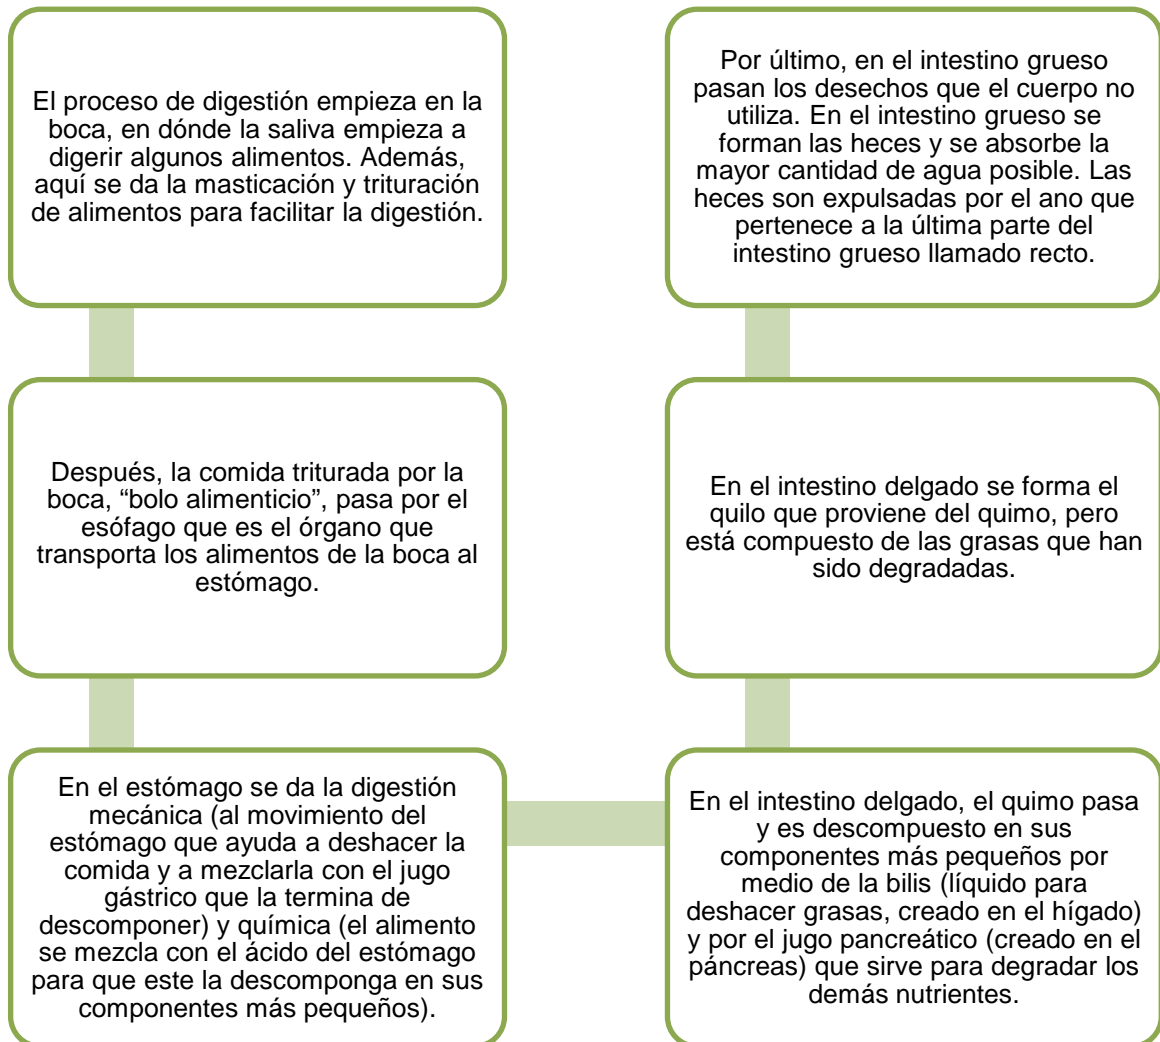 El proceso de digestión empieza en la
boca, en dónde la saliva empieza a
digerir algunos alimentos. Además,
aquí se da la masticación y trituración
de alimentos para facilitar la digestión.
Después, la comida triturada por la
boca, “bolo alimenticio”, pasa por el
esófago que es el órgano que
transporta los alimentos de la boca al
estómago.
En el estómago se da la digestión
mecánica (al movimiento del
estómago que ayuda a deshacer la
comida y a mezclarla con el jugo
gástrico que la termina de
descomponer) y química (el alimento
se mezcla con el ácido del estómago
para que este la descomponga en sus
componentes más pequeños).
En el intestino delgado, el quimo pasa
y es descompuesto en sus
componentes más pequeños por
medio de la bilis (líquido para
deshacer grasas, creado en el hígado)
y por el jugo pancreático (creado en el
páncreas) que sirve para degradar los
demás nutrientes.
En el intestino delgado se forma el
quilo que proviene del quimo, pero
está compuesto de las grasas que han
sido degradadas.
Por último, en el intestino grueso
pasan los desechos que el cuerpo no
utiliza. En el intestino grueso se
forman las heces y se absorbe la
mayor cantidad de agua posible. Las
heces son expulsadas por el ano que
pertenece a la última parte del
intestino grueso llamado recto.